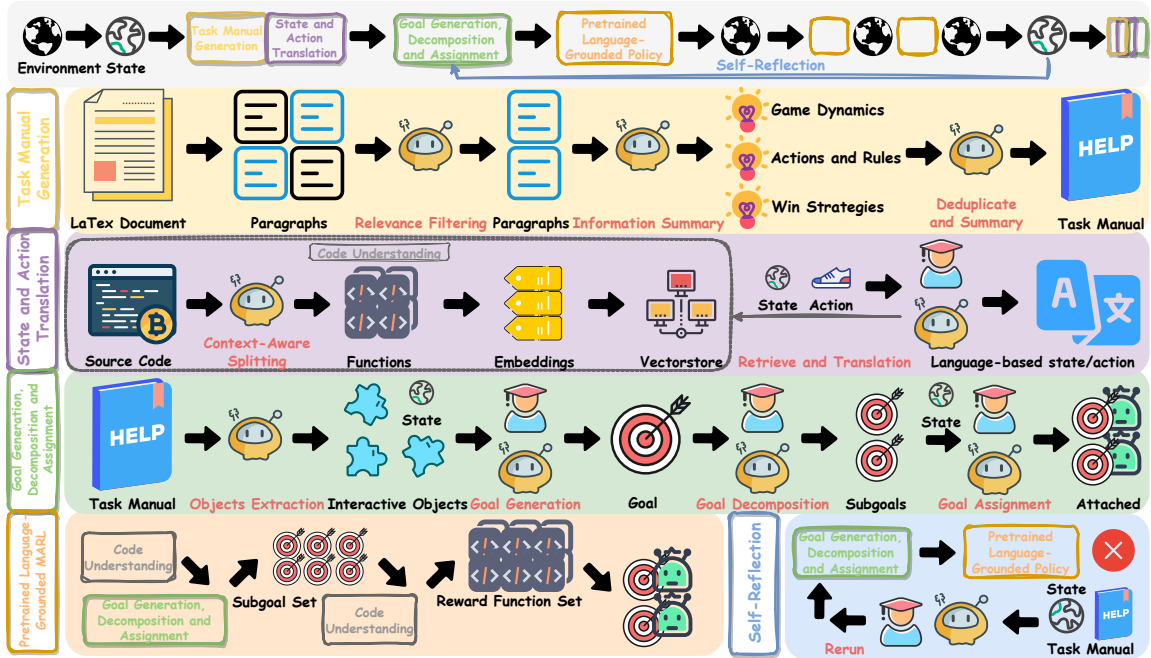 Environment State
Task Manual
Generation
State and
Action
Translation
Goal Generation,
Decomposition
and Assignment
Pretrained
Language-
Grounded Policy
Self-Reflection
Task Manual
Generation
LaTex Document
Paragraphs
Relevance Filtering
Paragraphs
Information Summary
Game Dynamics
Actions and Rules
Win Strategies
Deduplicate
and Summary
HELP
Task Manual
State and Action
Translation
Code Understanding
Source Code
Context-Aware
Splitting
Functions
Embeddings
Vectorstore
State
Action
Retrieve and Translation
A 文
Language-based state/action
Goal Generation,
Decomposition and
Assignment
HELP
Task Manual
Objects Extraction
State
Interactive Objects
Goal Generation
Goal
Goal Decomposition
Subgoals
State
Goal Assignment
Attached
Pretrained Language-
Grounded MARL
Code
Understanding
Goal Generation,
Decomposition and
Assignment
Subgoal Set
Code
Understanding
Reward Function Set
Self-Reflection
Goal Generation,
Decomposition
and Assignment
Pretrained
Language-
Grounded Policy
State
HELP
Task Manual
Rerun